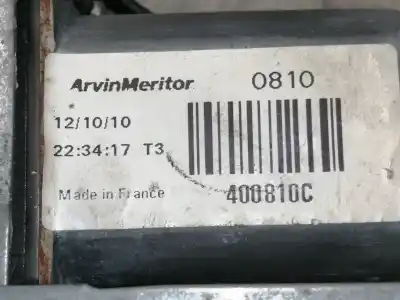 ArvinMeritor 0810
12/10/10
22:34:17 T3
Made in France 400810C